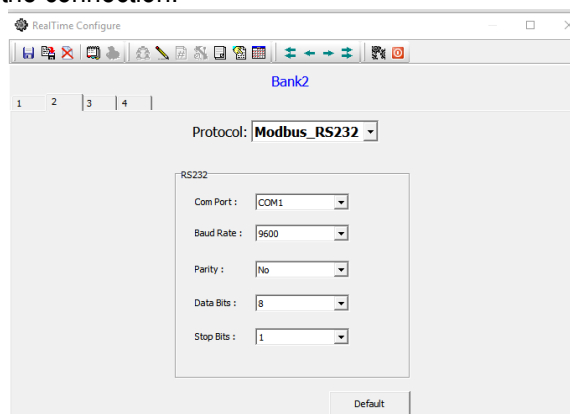 the connection.
RealTime Configure
Bank2
1 2 3 4
Protocol: Modbus_RS232
RS232
Com Port : COM1
Baud Rate : 9600
Parity : No
Data Bits : 8
Stop Bits : 1
Default